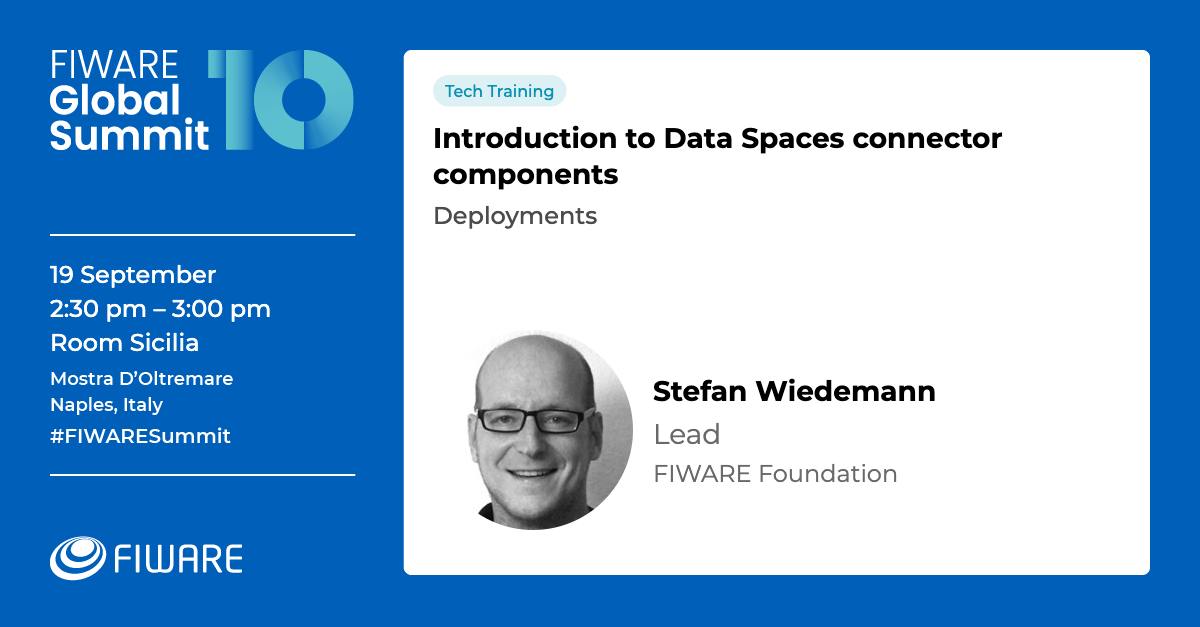 FIWARE
Global
Summit
10
19 September
2:30 pm – 3:00 pm
Room Sicilia
Mostra D’Oltremare
Naples, Italy
#FIWARESummit
FIWARE
Tech Training
Introduction to Data Spaces connector
components
Deployments
Stefan Wiedemann
Lead
FIWARE Foundation